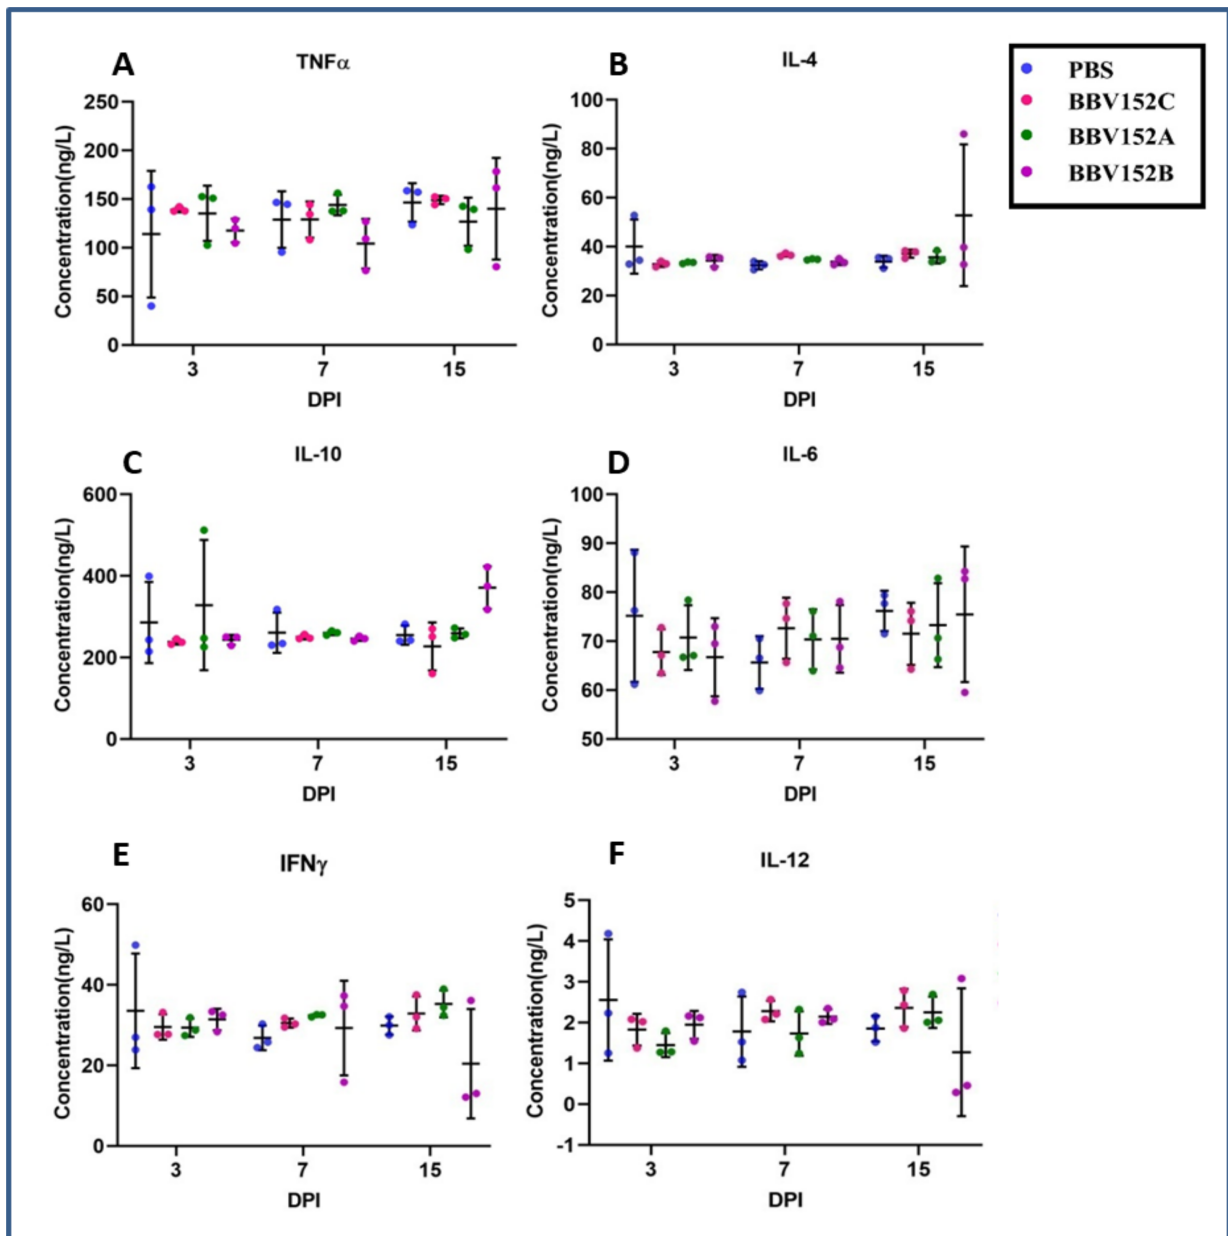 A
TNFα
Concentration(ng/L)
250
200
150
100
50
0
3
7
15
DPI
B
IL-4
Concentration(ng/L)
100
80
60
40
20
0
3
7
15
DPI
PBS
BBV152C
BBV152A
BBV152B
C
IL-10
Concentration(ng/L)
600
400
200
0
3
7
15
DPI
D
IL-6
Concentration(ng/L)
100
90
80
70
60
50
3
7
15
DPI
E
IFNγ
Concentration(ng/L)
60
40
20
0
3
7
15
DPI
F
IL-12
Concentration(ng/L)
5
4
3
2
1
0
-1
3
7
15
DPI